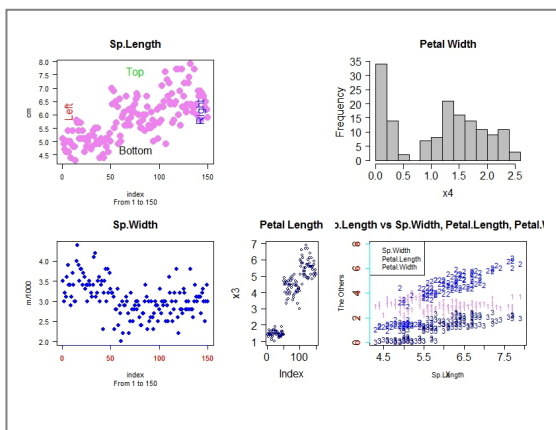 Sp.Length
8.0
7.5
7.0
6.5
6.0
5.5
5.0
4.5
cm
Top
Left
Right
Bottom
0 50 100 150
index
From 1 to 150
Petal Width
35
30
25
20
15
10
5
0
Frequency
0.0 0.5 1.0 1.5 2.0 2.5
x4
Sp.Width
4.0
3.5
3.0
2.5
2.0
0 50 100 150
index
From 1 to 150
Petal Length
7
6
5
4
3
2
1
x3
0 100
Index
p.Length vs Sp.Width, Petal.Length, Petal.W
8
6
4
2
0
The Others
Sp.Width
Petal.Length
Petal.Width
4.5 5.5 6.5 7.5